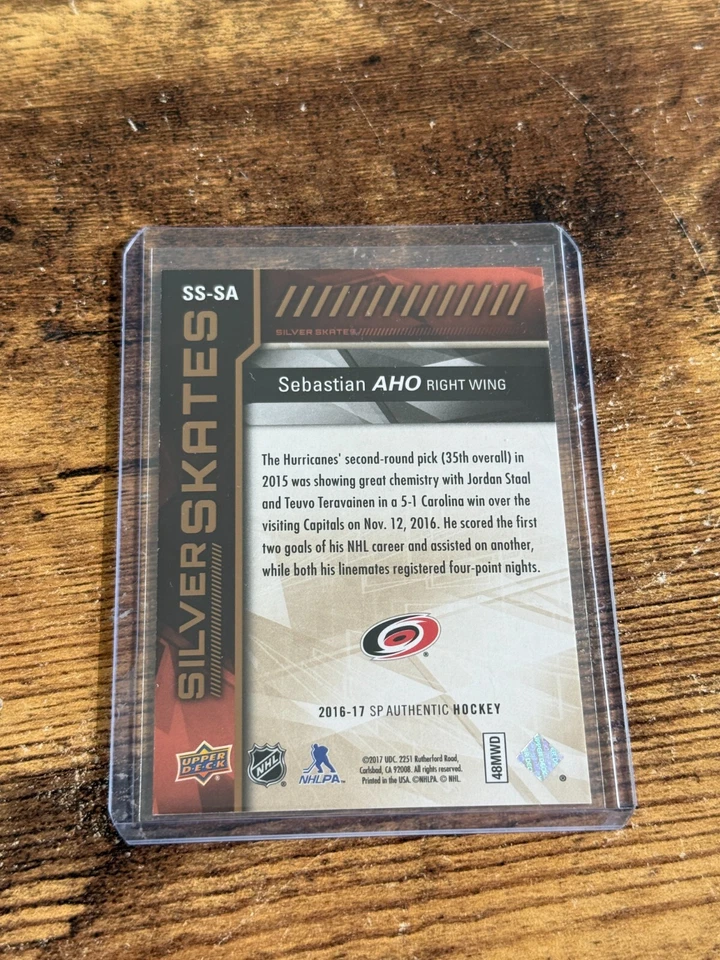 SS-SA
SILVER SKATES
SILVER SKATES
Sebastian AHO RIGHT WING
The Hurricanes' second-round pick (35th overall) in
2015 was showing great chemistry with Jordan Staal
and Teuvo Teravainen in a 5-1 Carolina win over the
visiting Capitals on Nov. 12, 2016. He scored the first
two goals of his NHL career and assisted on another,
while both his linemates registered four-point nights.
®
2016-17 SP AUTHENTIC HOCKEY
UPPER
DECK
NHL
®
NHLPA™
©2017 UDC. 2251 Rutherford Road,
Carlsbad, CA 92008. All rights reserved.
Printed in the USA. ©NHLPA. © NHL.
48MWD
®